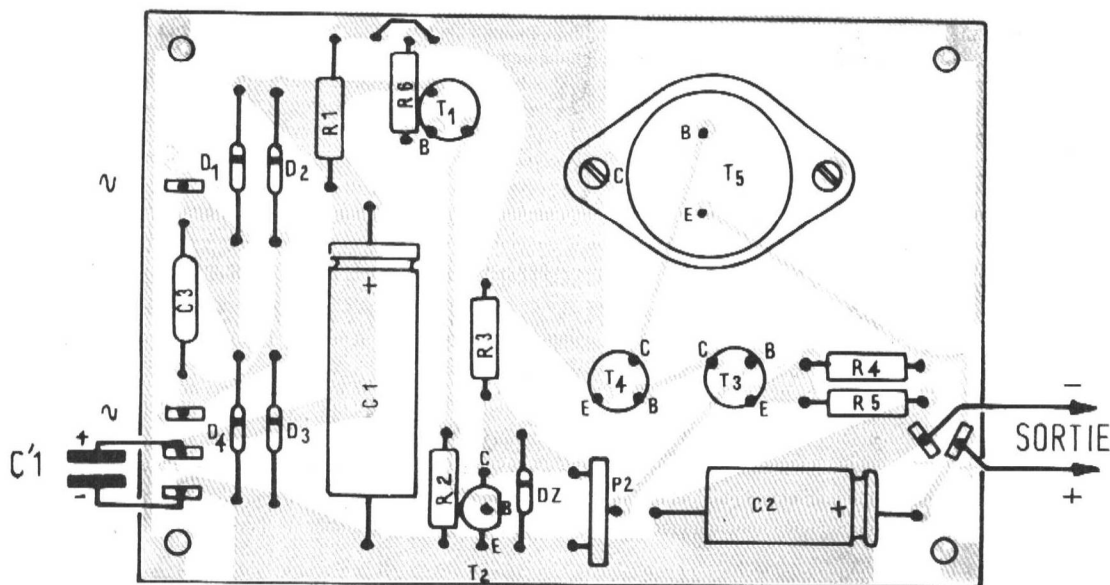 R1
R6
T1
B
B
C
T5
E
D1
D2
~
C3
+
R3
C1
C
T4
E
B
C
B
T3
E
R4
R5
~
D4
D3
C'1
+
-
-
SORTIE
+
R2
C
B
E
T2
DZ
P2
C2
+